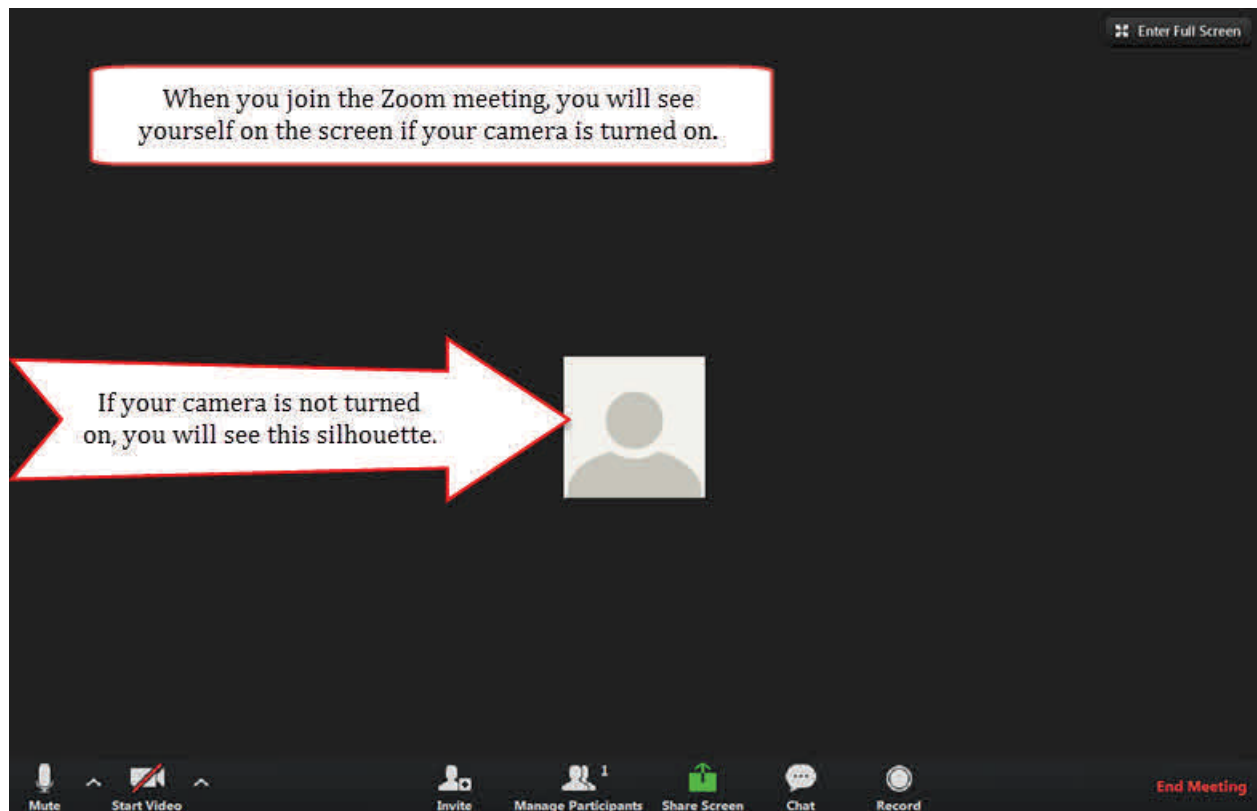 Enter Full Screen
When you join the Zoom meeting, you will see
yourself on the screen if your camera is turned on.
If your camera is not turned
on, you will see this silhouette.
1
Mute
Start Video
Invite
Manage Participants
Share Screen
Chat
Record
End Meeting